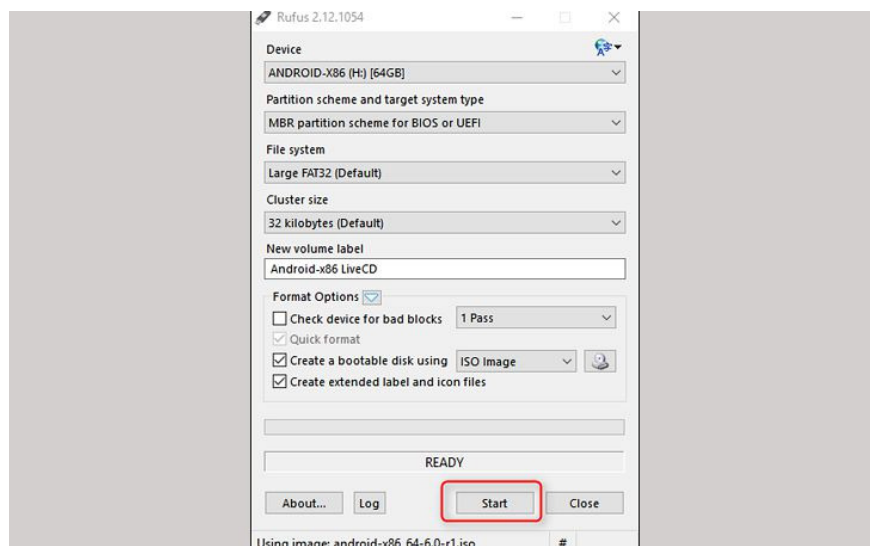 Rufus 2.12.1054
Device
ANDROID-X86 (H:) [64GB]
Partition scheme and target system type
MBR partition scheme for BIOS or UEFI
File system
Large FAT32 (Default)
Cluster size
32 kilobytes (Default)
New volume label
Android-x86 LiveCD
Format Options
Check device for bad blocks 1 Pass
Quick format
Create a bootable disk using ISO Image
Create extended label and icon files
READY
About... Log Start Close
Using image: android-x86_64-6.0-r1.iso #